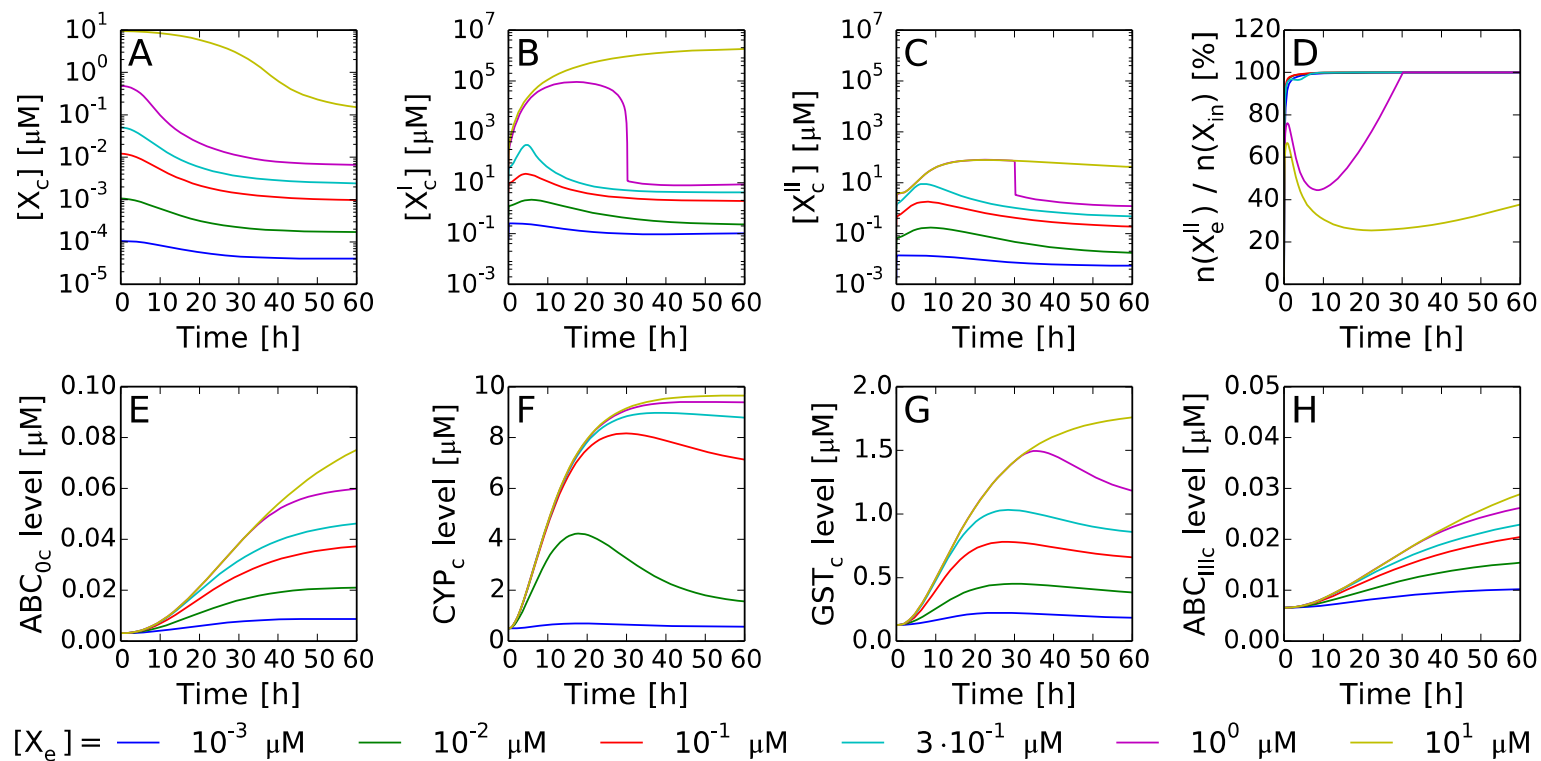 A
[X_c] [μM]
10^1
10^0
10^-1
10^-2
10^-3
10^-4
10^-5
0 10 20 30 40 50 60
Time [h]
B
[X_c^I] [μM]
10^7
10^5
10^3
10^1
10^-1
10^-3
0 10 20 30 40 50 60
Time [h]
C
[X_c^II] [μM]
10^7
10^5
10^3
10^1
10^-1
10^-3
0 10 20 30 40 50 60
Time [h]
D
n(X_e^II) / n(X_in) [%]
120
100
80
60
40
20
0
0 10 20 30 40 50 60
Time [h]
E
ABC_0c level [μM]
0.10
0.08
0.06
0.04
0.02
0.00
0 10 20 30 40 50 60
Time [h]
F
CYP_c level [μM]
10
8
6
4
2
0
0 10 20 30 40 50 60
Time [h]
G
GST_c level [μM]
2.0
1.5
1.0
0.5
0.0
0 10 20 30 40 50 60
Time [h]
H
ABC_IIIc level [μM]
0.05
0.04
0.03
0.02
0.01
0.00
0 10 20 30 40 50 60
Time [h]
[X_e] = 10^-3 μM 10^-2 μM 10^-1 μM 3·10^-1 μM 10^0 μM 10^1 μM